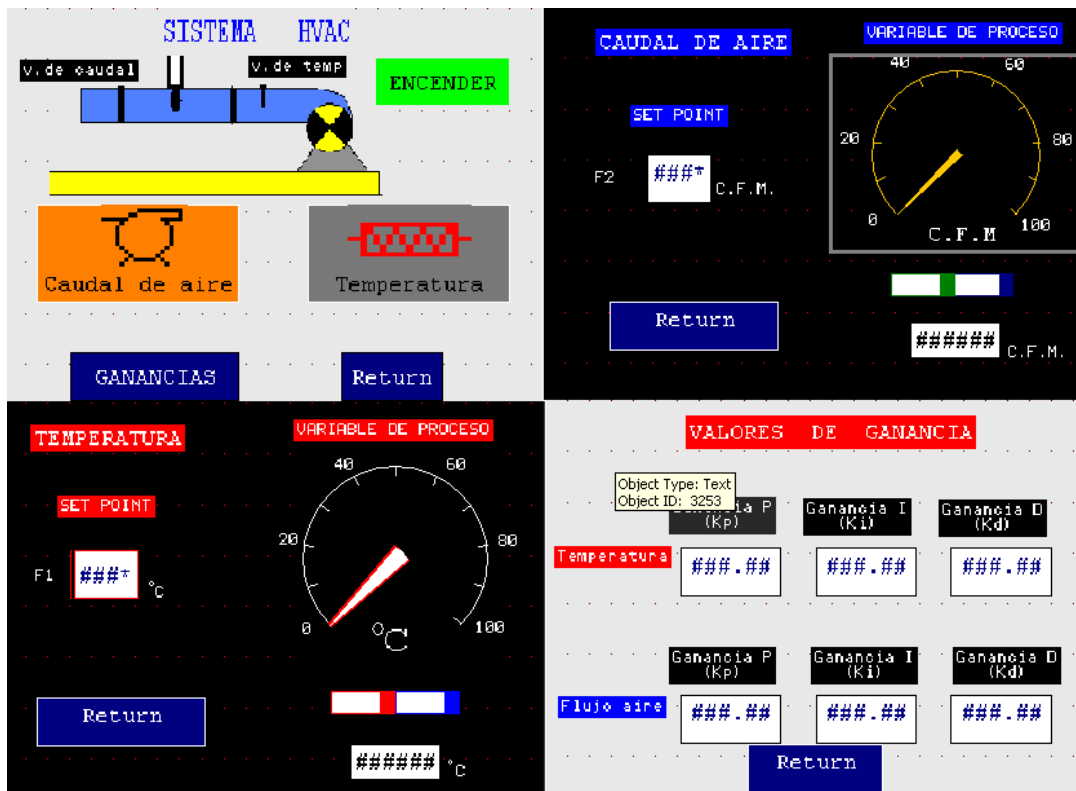 SISTEMA HVAC
v.de caudal
v.de temp
ENCENDER
Caudal de aire
Temperatura
GANANCIAS
Return
CAUDAL DE AIRE
VARIABLE DE PROCESO
SET POINT
F2
###*
C.F.M.
0
20
40
60
80
100
C.F.M
Return
######
C.F.M.
TEMPERATURA
VARIABLE DE PROCESO
SET POINT
F1
###*
°C
0
20
40
60
80
100
°C
Return
######
°C
VALORES DE GANANCIA
Object Type: Text
Object ID: 3253
Ganancia P
(Kp)
Ganancia I
(Ki)
Ganancia D
(Kd)
Temperatura
###.##
###.##
###.##
Ganancia P
(Kp)
Ganancia I
(Ki)
Ganancia D
(Kd)
Flujo aire
###.##
###.##
###.##
Return